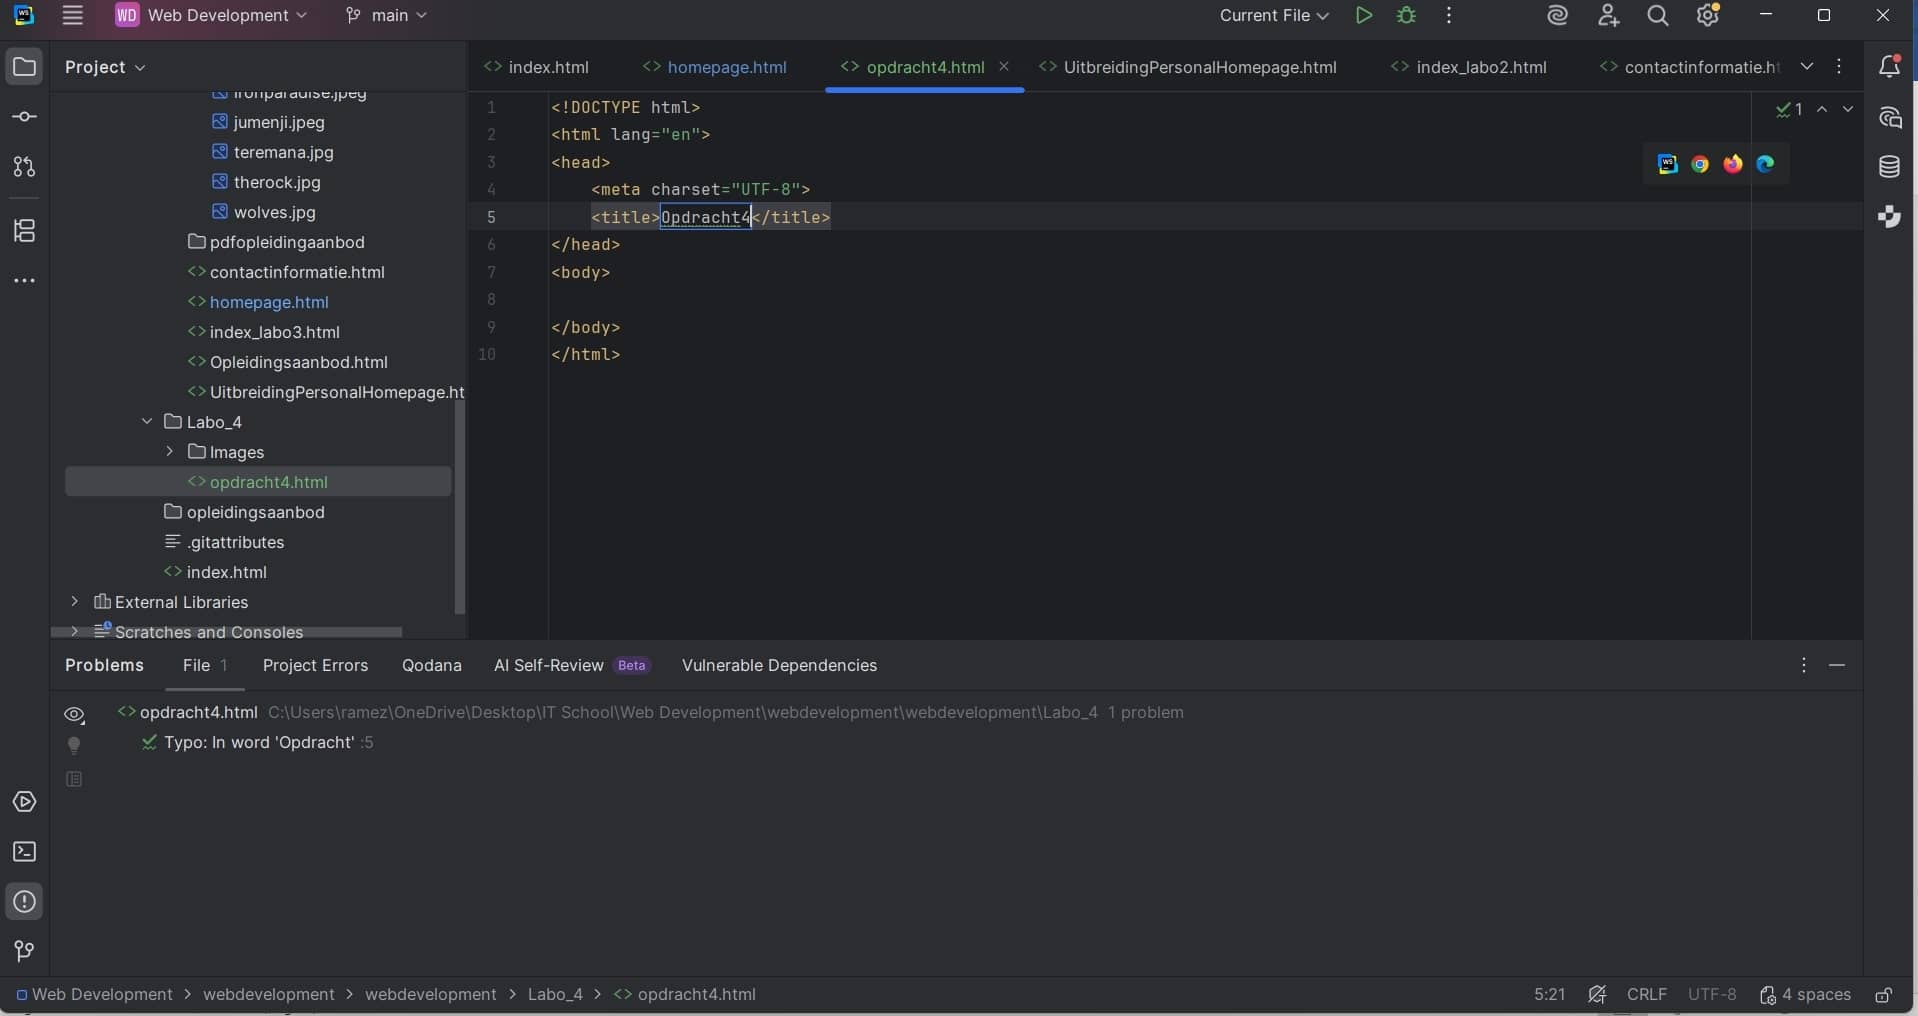 WS
WD Web Development main Current File
Project
index.html homepage.html opdracht4.html UitbreidingPersonalHomepage.html index_labo2.html contactinformatie.ht
ironparadise.jpeg
jumenji.jpeg
teremana.jpg
therock.jpg
wolves.jpg
pdfopleidingaanbod
contactinformatie.html
homepage.html
index_labo3.html
Opleidingsaanbod.html
UitbreidingPersonalHomepage.ht
Labo_4
Images
opdracht4.html
opleidingsaanbod
.gitattributes
index.html
External Libraries
Scratches and Consoles
1 <!DOCTYPE html>
2 <html lang="en">
3 <head>
4 <meta charset="UTF-8">
5 <title>Opdracht4</title>
6 </head>
7 <body>
8
9 </body>
10 </html>
1
WS
Problems File 1 Project Errors Qodana AI Self-Review Beta Vulnerable Dependencies
opdracht4.html C:\Users\ramez\OneDrive\Desktop\IT School\Web Development\webdevelopment\webdevelopment\Labo_4 1 problem
Typo: In word 'Opdracht' :5
Web Development > webdevelopment > webdevelopment > Labo_4 > opdracht4.html 5:21 CRLF UTF-8 4 spaces